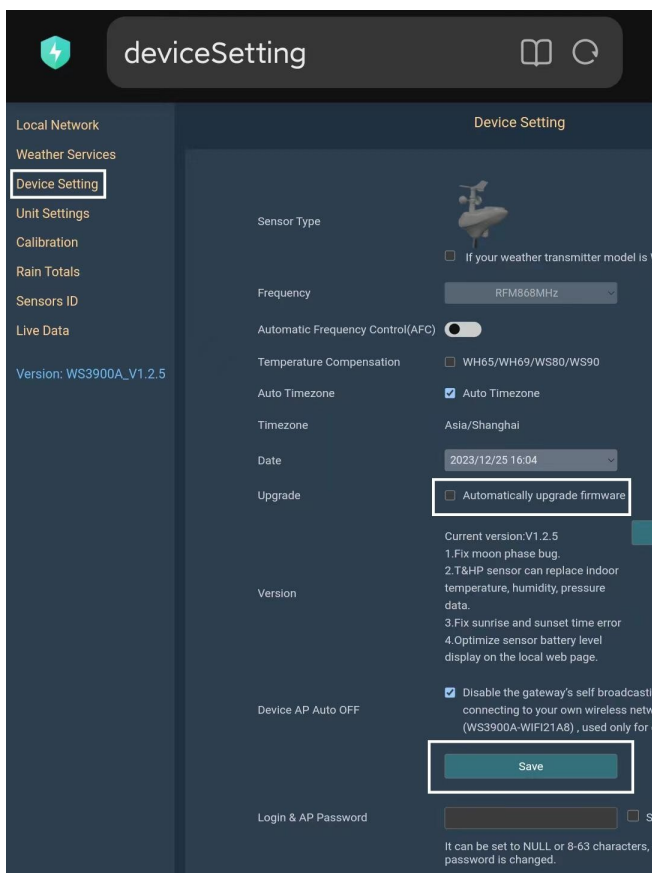 deviceSetting
Local Network
Weather Services
Device Setting
Unit Settings
Calibration
Rain Totals
Sensors ID
Live Data
Version: WS3900A_V1.2.5
Device Setting
Sensor Type
If your weather transmitter model is
Frequency
RFM868MHz
Automatic Frequency Control(AFC)
Temperature Compensation
WH65/WH69/WS80/WS90
Auto Timezone
Auto Timezone
Timezone
Asia/Shanghai
Date
2023/12/25 16:04
Upgrade
Automatically upgrade firmware
Version
Current version:V1.2.5
1.Fix moon phase bug.
2.T&HP sensor can replace indoor
temperature, humidity, pressure
data.
3.Fix sunrise and sunset time error
4.Optimize sensor battery level
display on the local web page.
Device AP Auto OFF
Disable the gateway's self broadcasti
connecting to your own wireless netw
(WS3900A-WIFI21A8) , used only for
Save
Login & AP Password
S
It can be set to NULL or 8-63 characters,
password is changed.